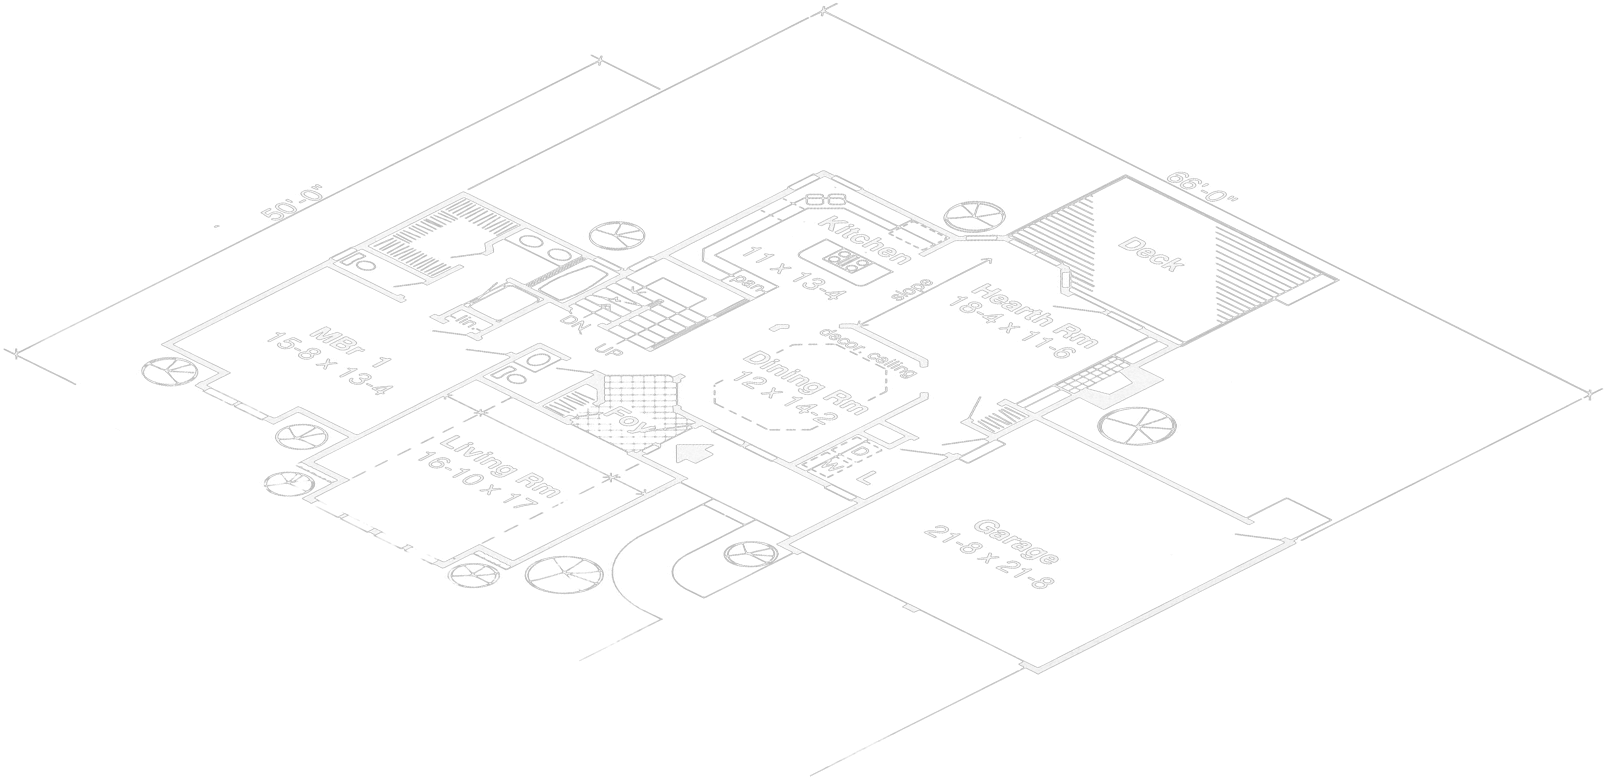 66'-0"
50'-0"
Kitchen
11 x 13-4
Deck
pan.
slope
Hearth Rm
18-4 x 11-6
Lin.
DN
UP
MBr 1
15-8 x 13-4
decor. ceiling
Dining Rm
12 x 14-2
Foy
Living Rm
16-10 x 17
D
W
L
Garage
21-8 x 21-8